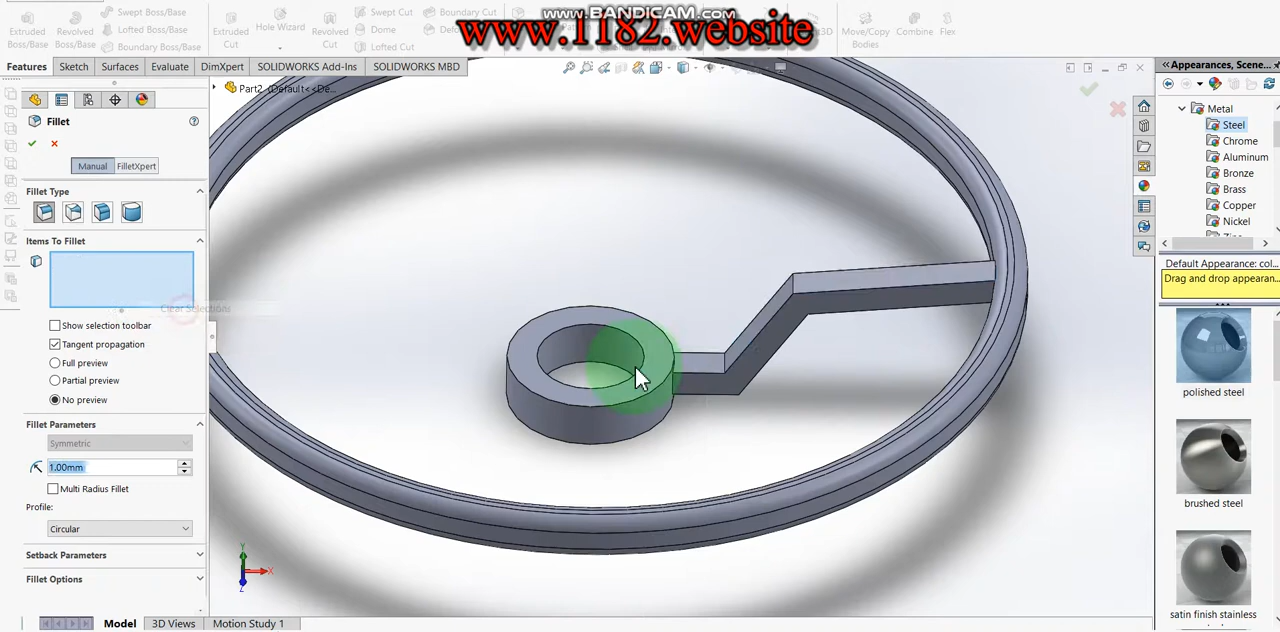 www.BANDICAM.com
www.1182.website
Extruded Boss/Base
Revolved Boss/Base
Swept Boss/Base
Lofted Boss/Base
Boundary Boss/Base
Extruded Cut
Hole Wizard
Revolved Cut
Swept Cut
Dome
Lofted Cut
Boundary Cut
Move/Copy Bodies
Combine
Flex
Features
Sketch
Surfaces
Evaluate
DimXpert
SOLIDWORKS Add-Ins
SOLIDWORKS MBD
Part2 (Default<<De...
Fillet
Manual
FilletXpert
Fillet Type
Items To Fillet
Clear Selections
Show selection toolbar
Tangent propagation
Full preview
Partial preview
No preview
Fillet Parameters
Symmetric
1.00mm
Multi Radius Fillet
Profile:
Circular
Setback Parameters
Fillet Options
Y
X
Z
Model
3D Views
Motion Study 1
Appearances, Scene...
Metal
Steel
Chrome
Aluminum
Bronze
Brass
Copper
Nickel
Default Appearance: col...
Drag and drop appearan...
polished steel
brushed steel
satin finish stainless